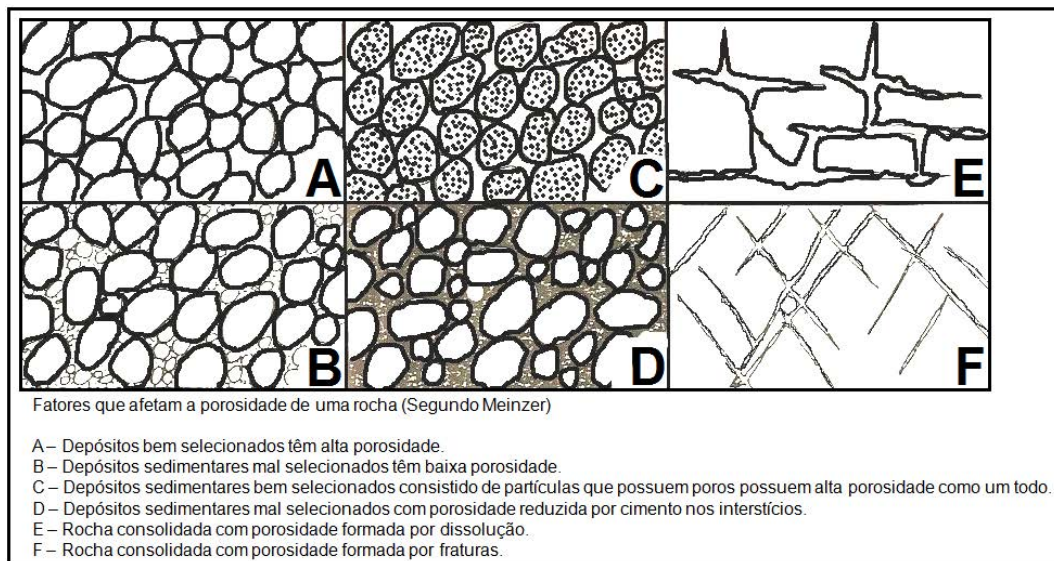 A
C
E
B
D
F
Fatores que afetam a porosidade de uma rocha (Segundo Meinzer)
A – Depósitos bem selecionados têm alta porosidade.
B – Depósitos sedimentares mal selecionados têm baixa porosidade.
C – Depósitos sedimentares bem selecionados consistido de partículas que possuem poros possuem alta porosidade como um todo.
D – Depósitos sedimentares mal selecionados com porosidade reduzida por cimento nos interstícios.
E – Rocha consolidada com porosidade formada por dissolução.
F – Rocha consolidada com porosidade formada por fraturas.